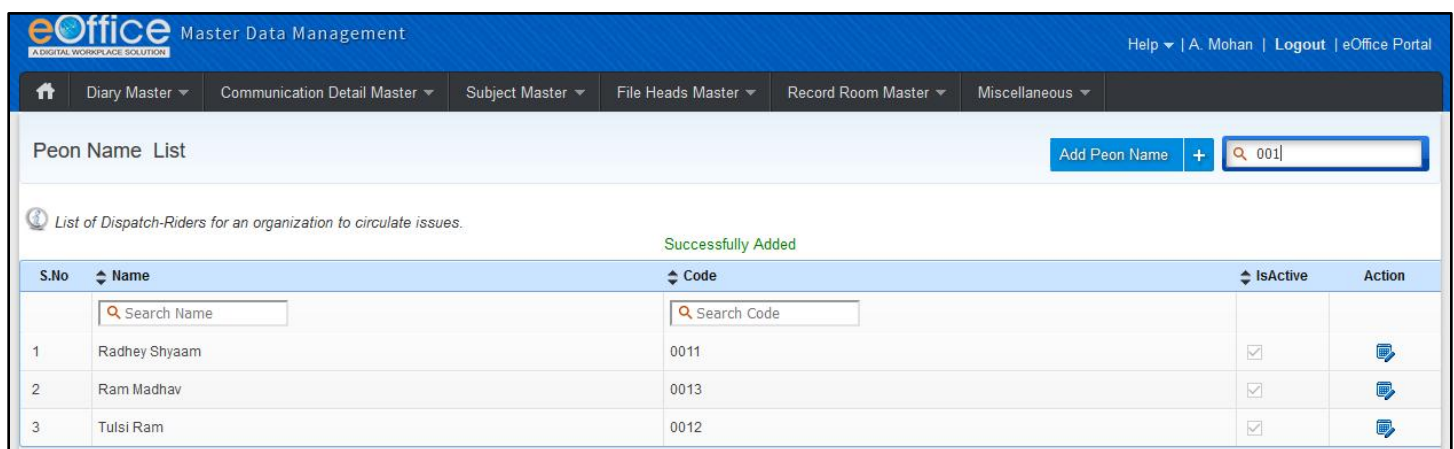 eOffice Master Data Management
A DIGITAL WORKPLACE SOLUTION
Help | A. Mohan | Logout | eOffice Portal
Diary Master Communication Detail Master Subject Master File Heads Master Record Room Master Miscellaneous
Peon Name List Add Peon Name + 001
List of Dispatch-Riders for an organization to circulate issues.
Successfully Added
S.No Name Code IsActive Action
Search Name Search Code
1 Radhey Shyaam 0011
2 Ram Madhav 0013
3 Tulsi Ram 0012